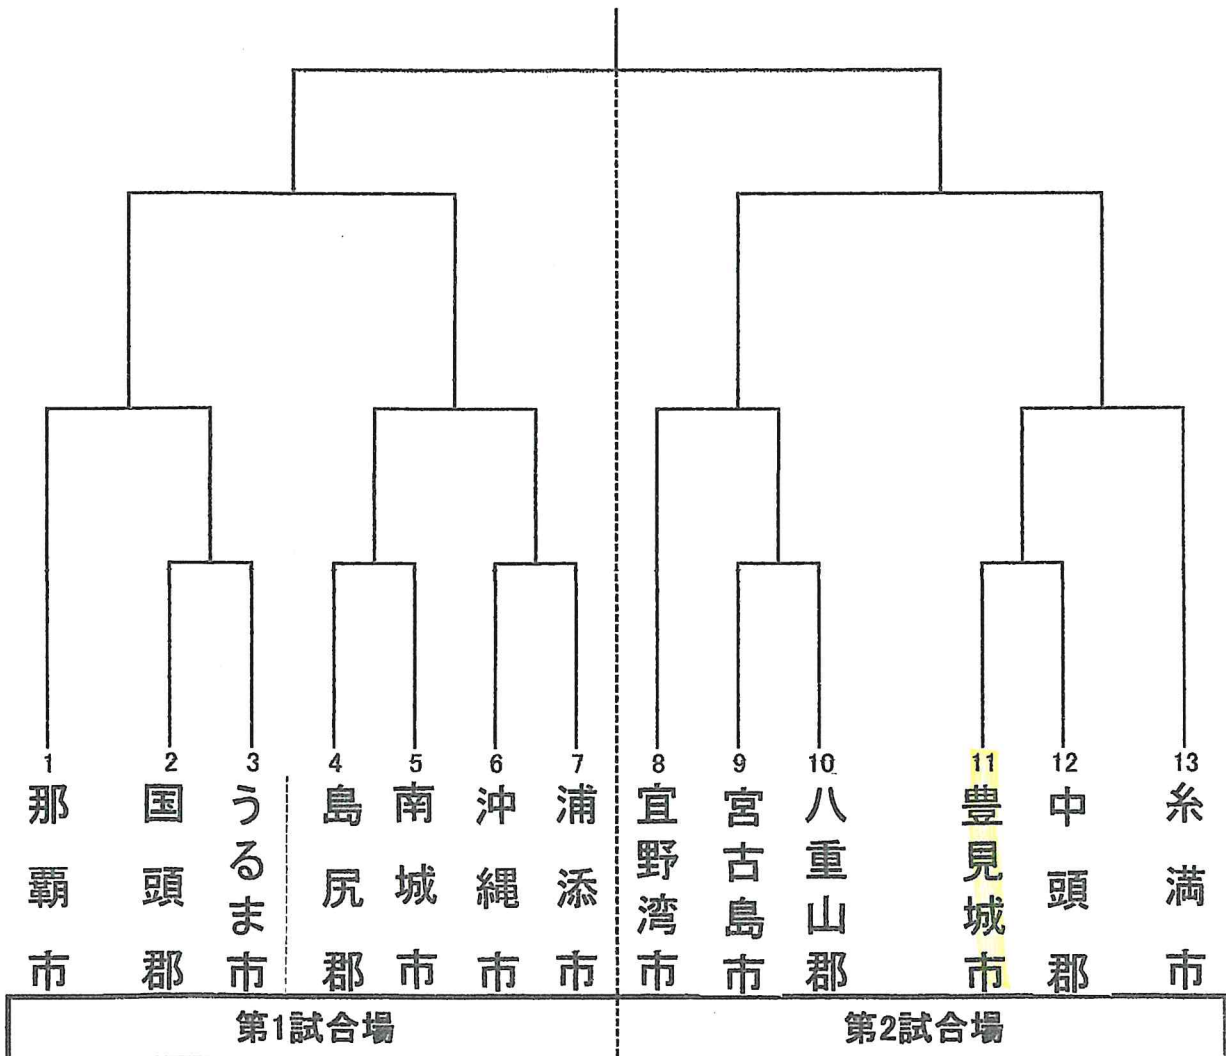 1 2 3 4 5 6 7 8 9 10 11 12 13
那覇市
国頭郡
うるま市
島尻郡
南城市
沖縄市
浦添市
宜野湾市
宮古島市
八重山郡
豊見城市
中頭郡
糸満市
第1試合場
第2試合場